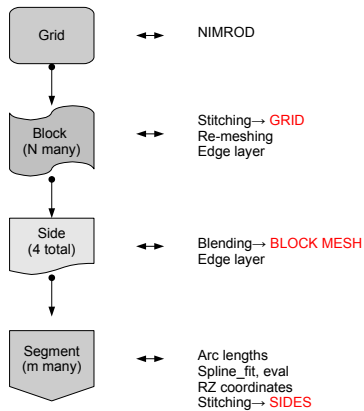 Grid
NIMROD
Block
(N many)
Stitching→ GRID
Re-meshing
Edge layer
Side
(4 total)
Blending→ BLOCK MESH
Edge layer
Segment
(m many)
Arc lengths
Spline_fit, eval
RZ coordinates
Stitching→ SIDES